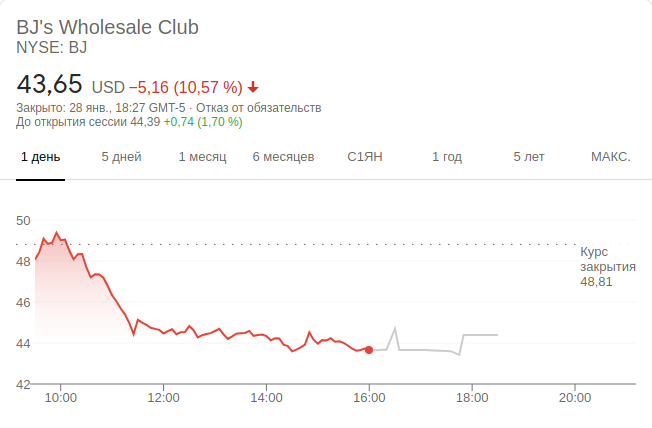 BJ's Wholesale Club
NYSE: BJ
43,65 USD −5,16 (10,57 %)
Закрыто: 28 янв., 18:27 GMT-5 · Отказ от обязательств
До открытия сессии 44,39 +0,74 (1,70 %)
1 день 5 дней 1 месяц 6 месяцев С1ЯН 1 год 5 лет МАКС.
50
Курс
закрытия
48
48,81
46
44
42
10:00 12:00 14:00 16:00 18:00 20:00